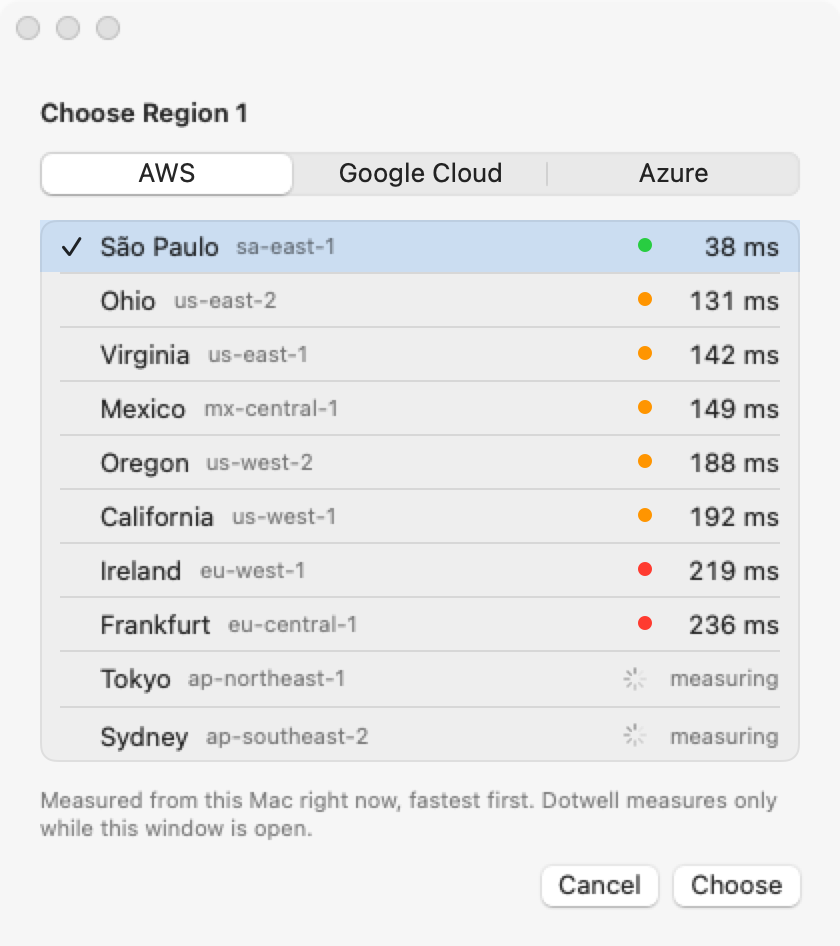 Choose Region 1
AWS Google Cloud Azure
São Paulo sa-east-1 38 ms
Ohio us-east-2 131 ms
Virginia us-east-1 142 ms
Mexico mx-central-1 149 ms
Oregon us-west-2 188 ms
California us-west-1 192 ms
Ireland eu-west-1 219 ms
Frankfurt eu-central-1 236 ms
Tokyo ap-northeast-1 measuring
Sydney ap-southeast-2 measuring
Measured from this Mac right now, fastest first. Dotwell measures only
while this window is open.
Cancel Choose